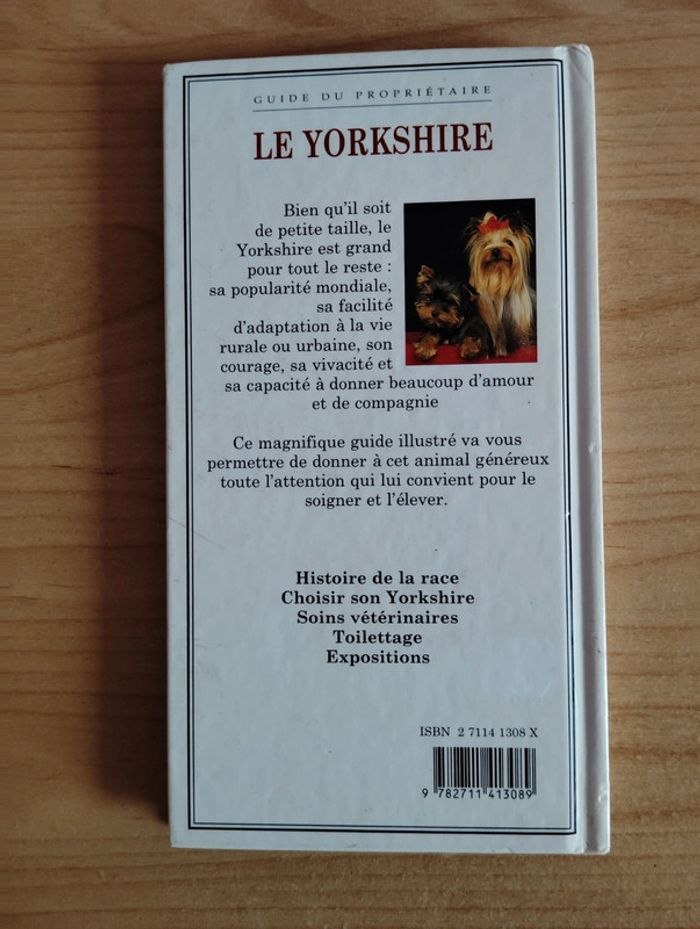 GUIDE DU PROPRIÉTAIRE
LE YORKSHIRE
Bien qu'il soit
de petite taille, le
Yorkshire est grand
pour tout le reste :
sa popularité mondiale,
sa facilité
d'adaptation à la vie
rurale ou urbaine, son
courage, sa vivacité et
sa capacité à donner beaucoup d'amour
et de compagnie
Ce magnifique guide illustré va vous
permettre de donner à cet animal généreux
toute l'attention qui lui convient pour le
soigner et l'élever.
Histoire de la race
Choisir son Yorkshire
Soins vétérinaires
Toilettage
Expositions
ISBN 2 7114 1308 X
9 782711 413089